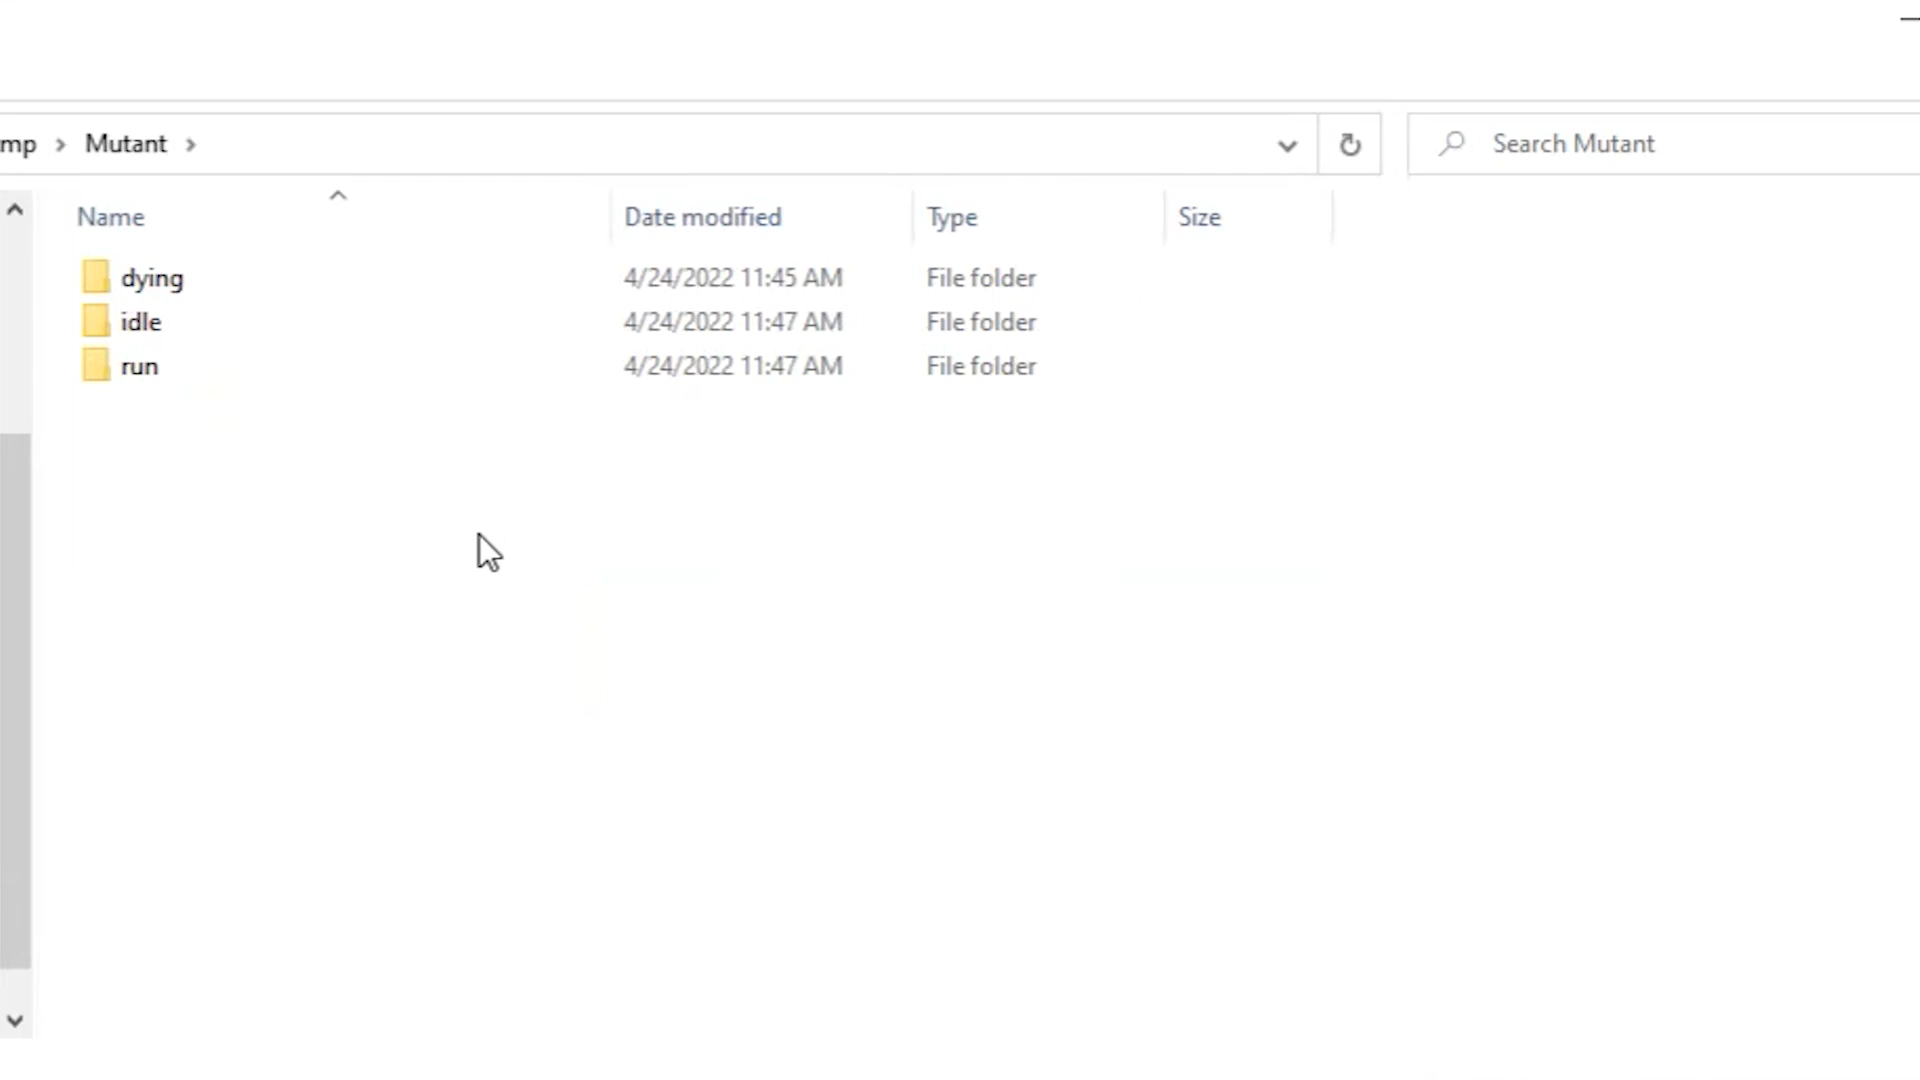 mp > Mutant >
Search Mutant
Name Date modified Type Size
dying 4/24/2022 11:45 AM File folder
idle 4/24/2022 11:47 AM File folder
run 4/24/2022 11:47 AM File folder